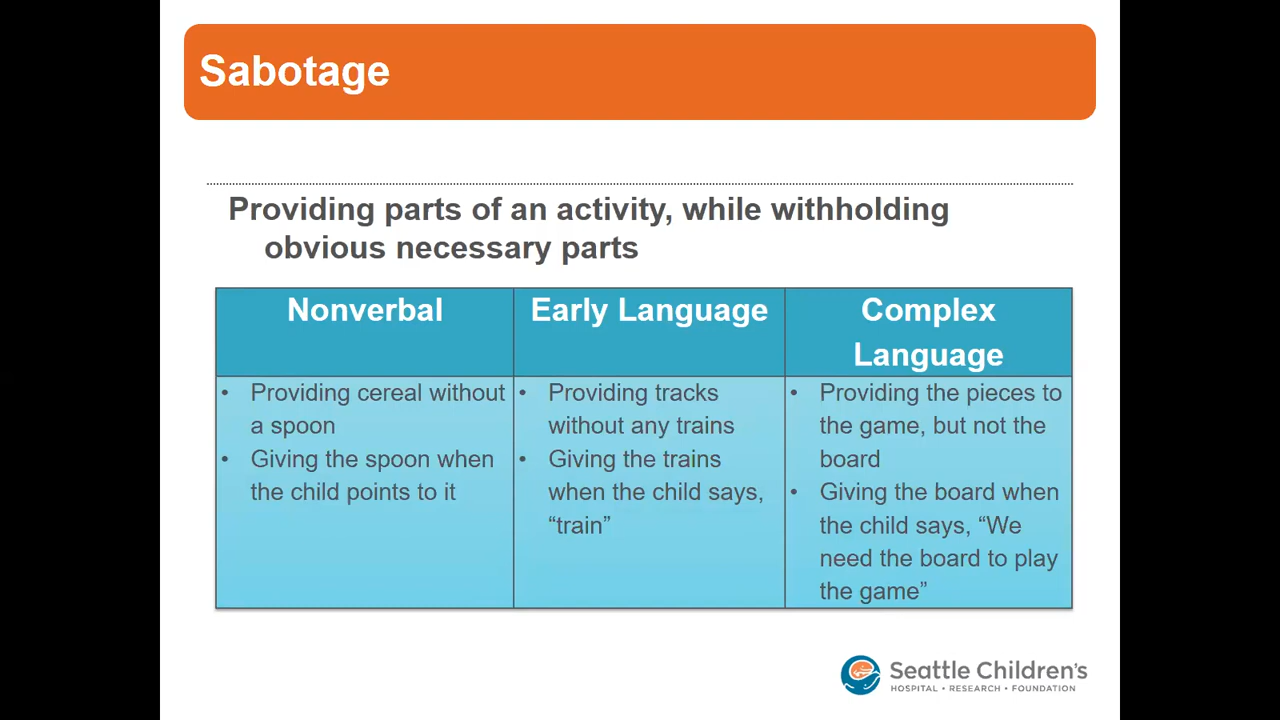 Sabotage
Providing parts of an activity, while withholding
obvious necessary parts
Nonverbal
Early Language
Complex
Language
• Providing cereal without
a spoon
• Giving the spoon when
the child points to it
• Providing tracks
without any trains
• Giving the trains
when the child says,
“train”
• Providing the pieces to
the game, but not the
board
• Giving the board when
the child says, “We
need the board to play
the game”
Seattle Children's
HOSPITAL • RESEARCH • FOUNDATION